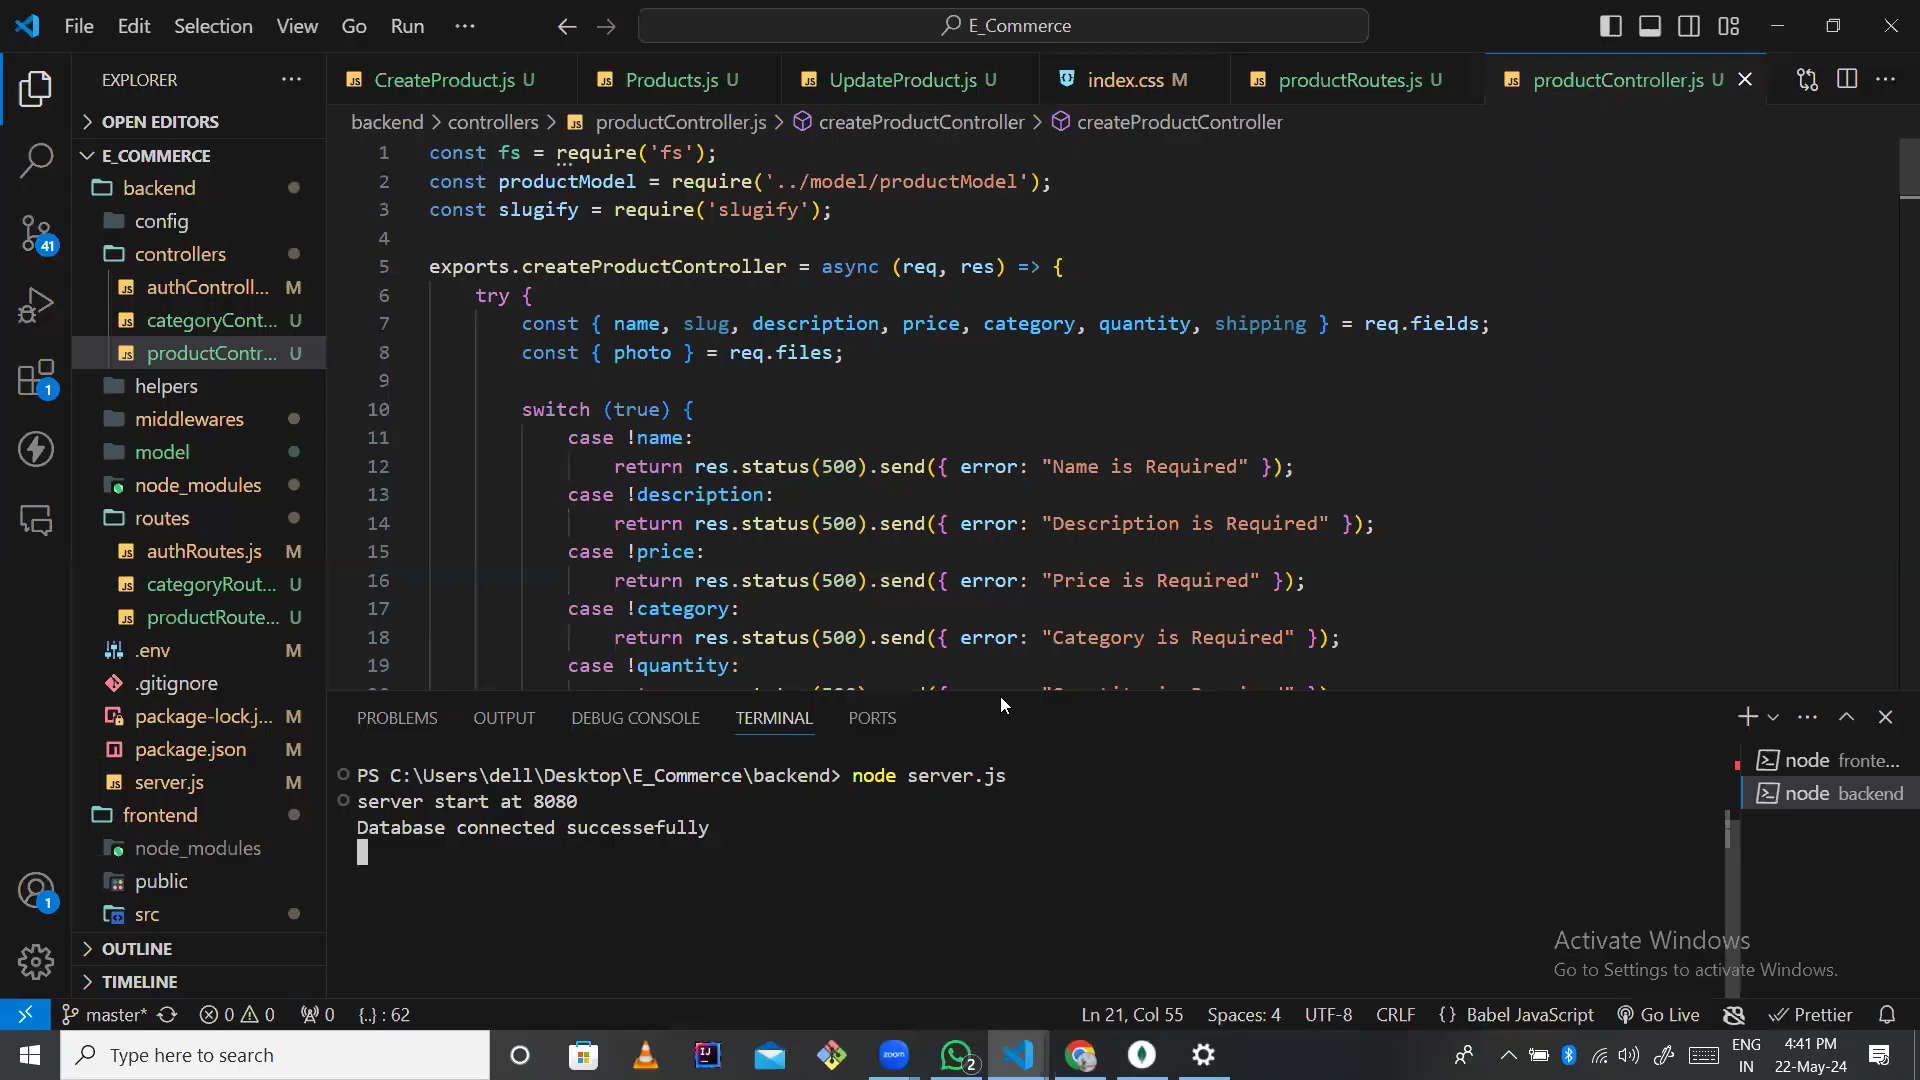 File Edit Selection View Go Run ··· E_Commerce
EXPLORER ···
CreateProduct.js U Products.js U UpdateProduct.js U index.css M productRoutes.js U productController.js U
OPEN EDITORS
backend > controllers > productController.js > createProductController > createProductController
E_COMMERCE
backend
config
controllers
authControll... M
categoryCont... U
productContr... U
helpers
middlewares
model
node_modules
routes
authRoutes.js M
categoryRout... U
productRoute... U
.env M
.gitignore
package-lock.j... M
package.json M
server.js M
frontend
node_modules
public
src
OUTLINE
TIMELINE
41
1
1
1 const fs = require('fs');
2 const productModel = require('../model/productModel');
3 const slugify = require('slugify');
4
5 exports.createProductController = async (req, res) => {
6 try {
7 const { name, slug, description, price, category, quantity, shipping } = req.fields;
8 const { photo } = req.files;
9
10 switch (true) {
11 case !name:
12 return res.status(500).send({ error: "Name is Required" });
13 case !description:
14 return res.status(500).send({ error: "Description is Required" });
15 case !price:
16 return res.status(500).send({ error: "Price is Required" });
17 case !category:
18 return res.status(500).send({ error: "Category is Required" });
19 case !quantity:
PROBLEMS OUTPUT DEBUG CONSOLE TERMINAL PORTS
PS C:\Users\dell\Desktop\E_Commerce\backend> node server.js
server start at 8080
Database connected successefully
node fronte...
node backend
Activate Windows
Go to Settings to activate Windows.
master* 0 0 0 {..} : 62 Ln 21, Col 55 Spaces: 4 UTF-8 CRLF {} Babel JavaScript Go Live Prettier
Type here to search
zoom
2
ENG
IN
4:41 PM
22-May-24